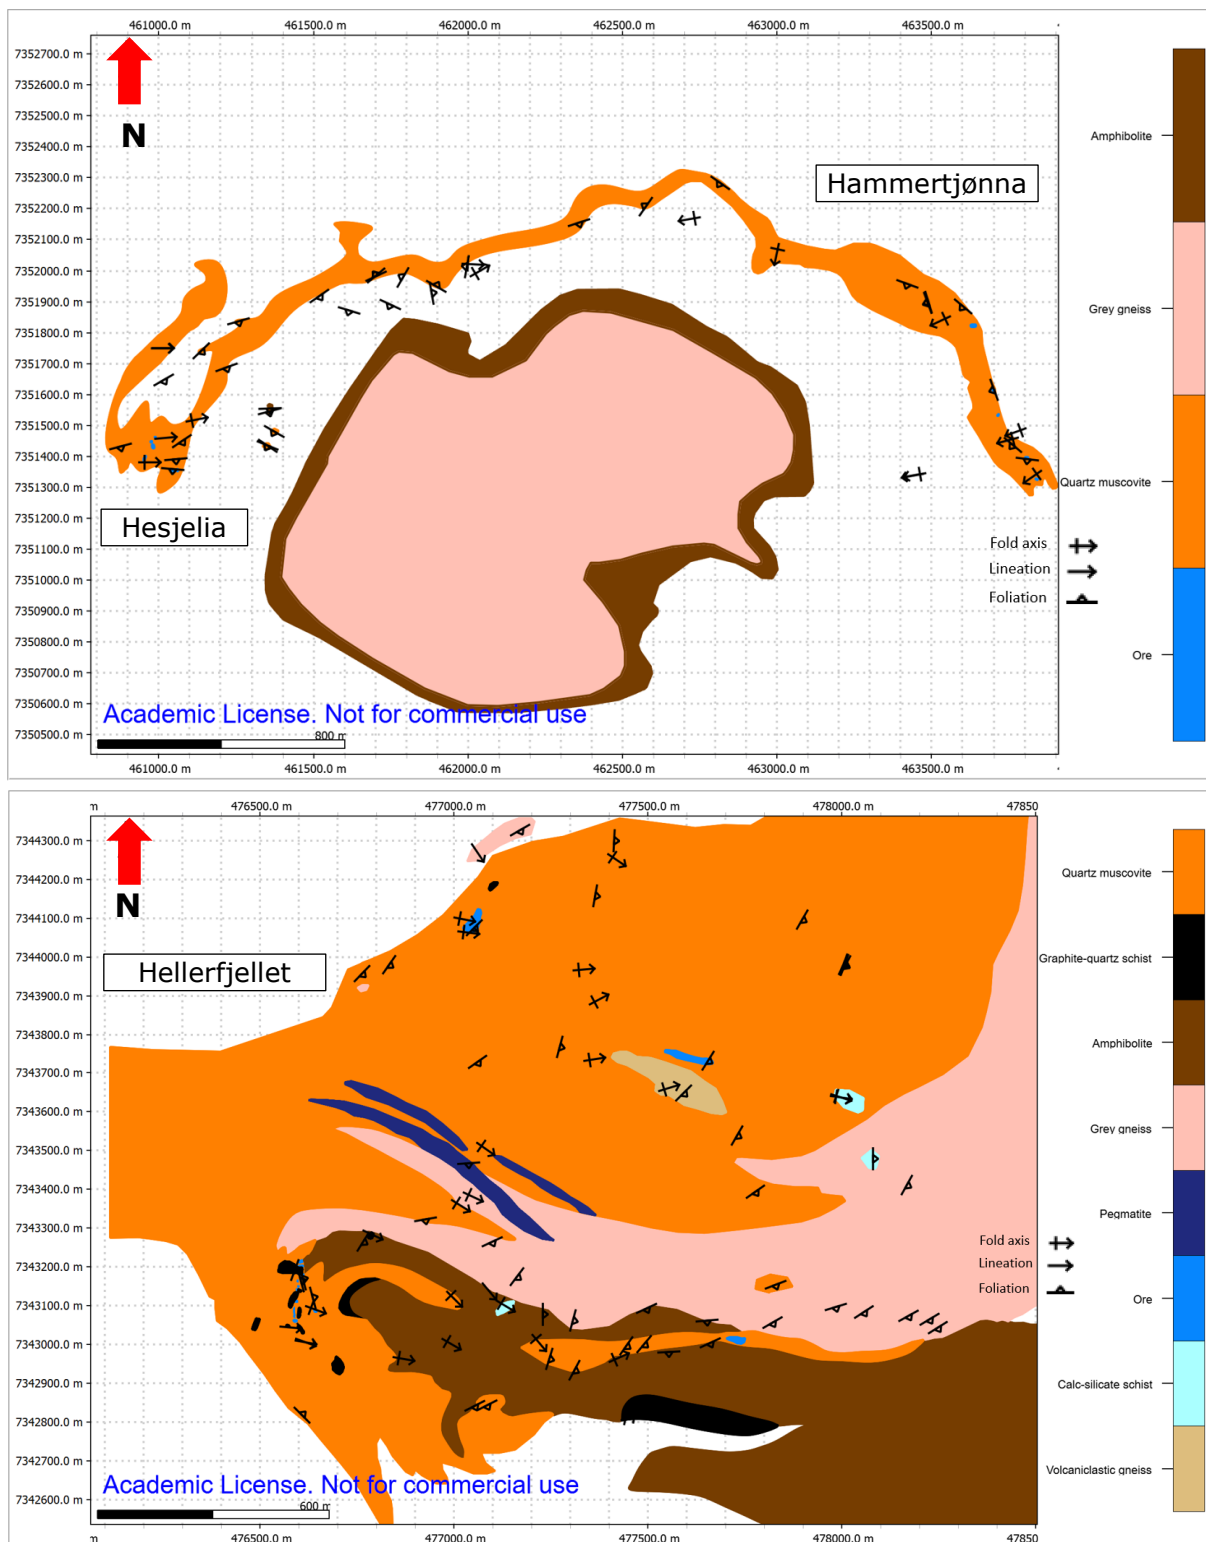 461000.0 m 461500.0 m 462000.0 m 462500.0 m 463000.0 m 463500.0 m
7352700.0 m
7352600.0 m
7352500.0 m
7352400.0 m
7352300.0 m
7352200.0 m
7352100.0 m
7352000.0 m
7351900.0 m
7351800.0 m
7351700.0 m
7351600.0 m
7351500.0 m
7351400.0 m
7351300.0 m
7351200.0 m
7351100.0 m
7351000.0 m
7350900.0 m
7350800.0 m
7350700.0 m
7350600.0 m
7350500.0 m
N
Hammertjønna
Hesjelia
Fold axis
Lineation
Foliation
Amphibolite
Grey gneiss
Quartz muscovite
Ore
Academic License. Not for commercial use
800 m
461000.0 m 461500.0 m 462000.0 m 462500.0 m 463000.0 m 463500.0 m
m 476500.0 m 477000.0 m 477500.0 m 478000.0 m 47850
7344300.0 m
7344200.0 m
7344100.0 m
7344000.0 m
7343900.0 m
7343800.0 m
7343700.0 m
7343600.0 m
7343500.0 m
7343400.0 m
7343300.0 m
7343200.0 m
7343100.0 m
7343000.0 m
7342900.0 m
7342800.0 m
7342700.0 m
7342600.0 m
N
Hellerfjellet
Fold axis
Lineation
Foliation
Quartz muscovite
Graphite-quartz schist
Amphibolite
Grey gneiss
Pegmatite
Ore
Calc-silicate schist
Volcaniclastic gneiss
Academic License. Not for commercial use
600 m
m 476500.0 m 477000.0 m 477500.0 m 478000.0 m 47850